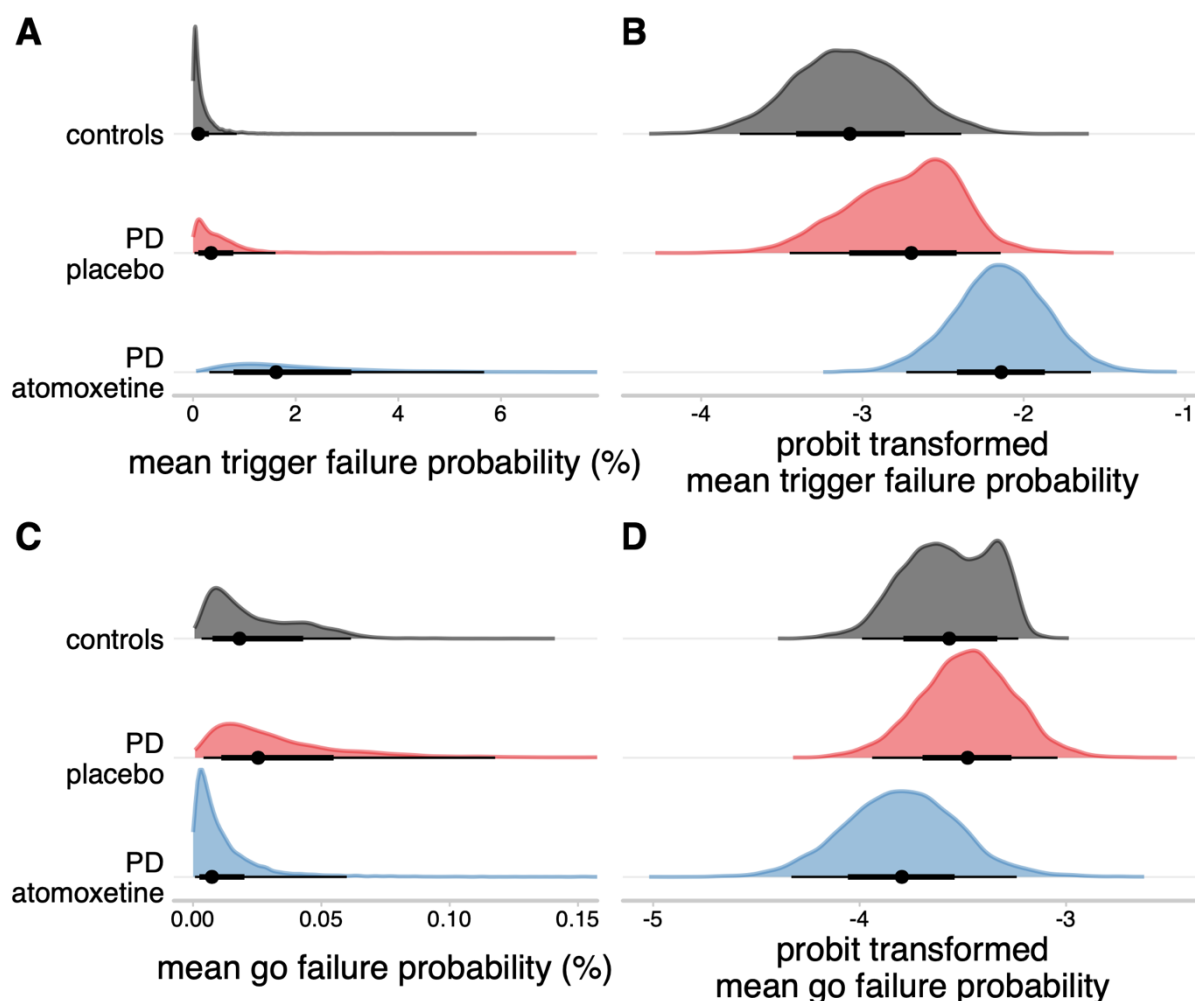 A
B
controls
PD
placebo
PD
atomoxetine
0 2 4 6
-4 -3 -2 -1
mean trigger failure probability (%)
probit transformed
mean trigger failure probability
C
D
controls
PD
placebo
PD
atomoxetine
0.00 0.05 0.10 0.15
-5 -4 -3
mean go failure probability (%)
probit transformed
mean go failure probability